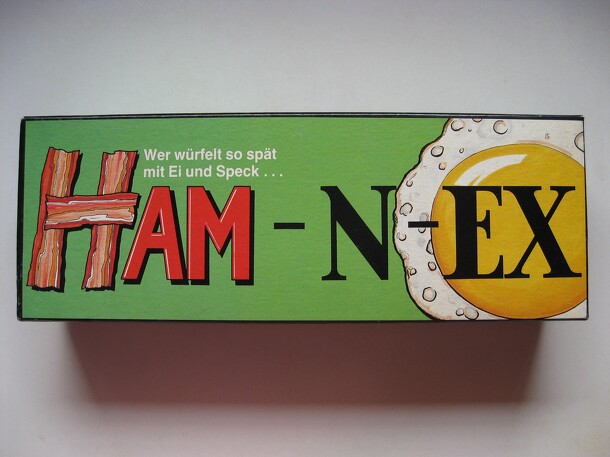 Wer würfelt so spät
mit Ei und Speck . . .
HAM-N-EX